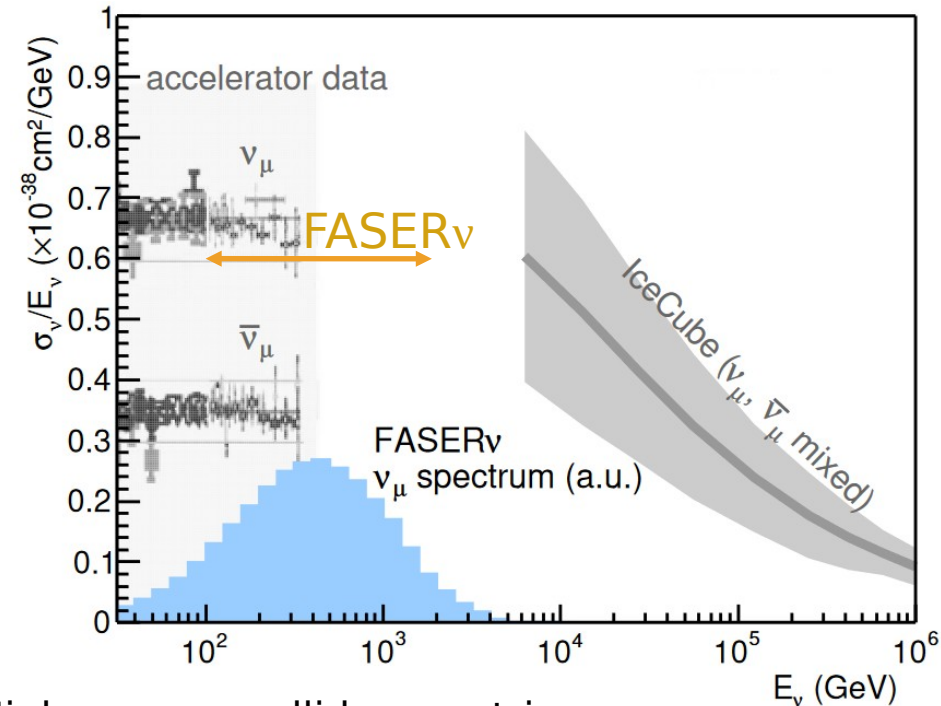 1
0.9
0.8
0.7
0.6
0.5
0.4
0.3
0.2
0.1
0
σν/Eν (×10⁻³⁸cm²/GeV)
accelerator data
νμ
FASERν
ν̄μ
FASERν
νμ spectrum (a.u.)
IceCube (νμ, ν̄μ mixed)
10² 10³ 10⁴ 10⁵ 10⁶
Eν (GeV)